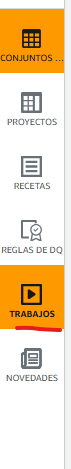 CONJUNTOS ...
PROYECTOS
RECETAS
REGLAS DE DQ
TRABAJOS
NOVEDADES